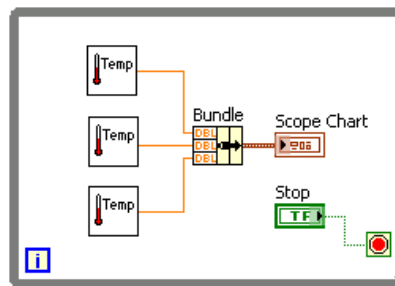 Temp
Bundle
DBL
Temp
DBL
Scope Chart
DBL
Temp
Stop
TF
i